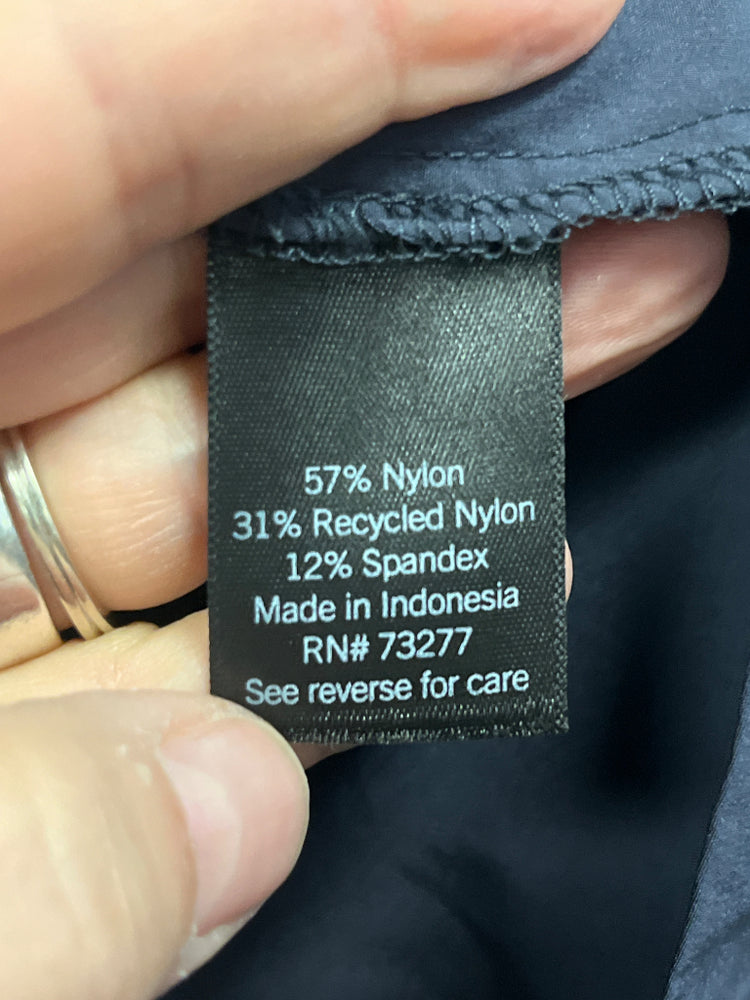 57% Nylon
31% Recycled Nylon
12% Spandex
Made in Indonesia
RN# 73277
See reverse for care